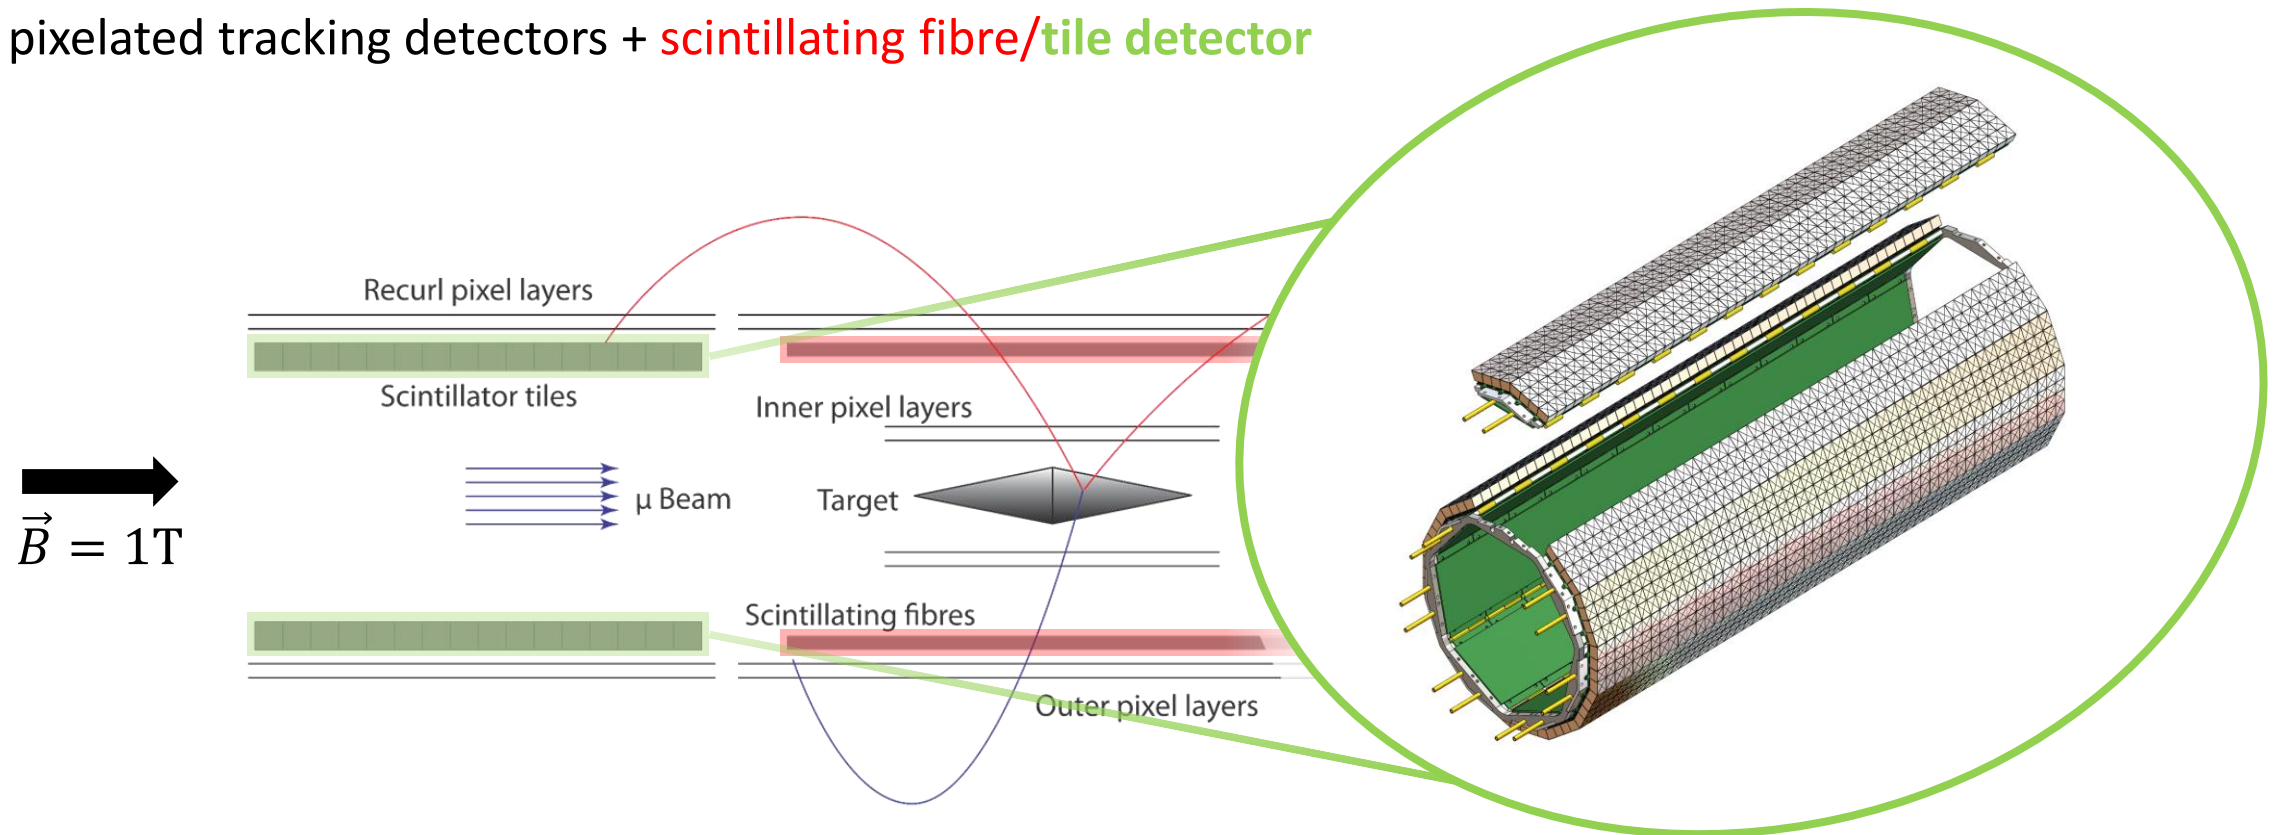 pixelated tracking detectors + scintillating fibre/tile detector
Recurl pixel layers
Scintillator tiles
Inner pixel layers
μ Beam
Target
B⃗ = 1T
Scintillating fibres
Outer pixel layers